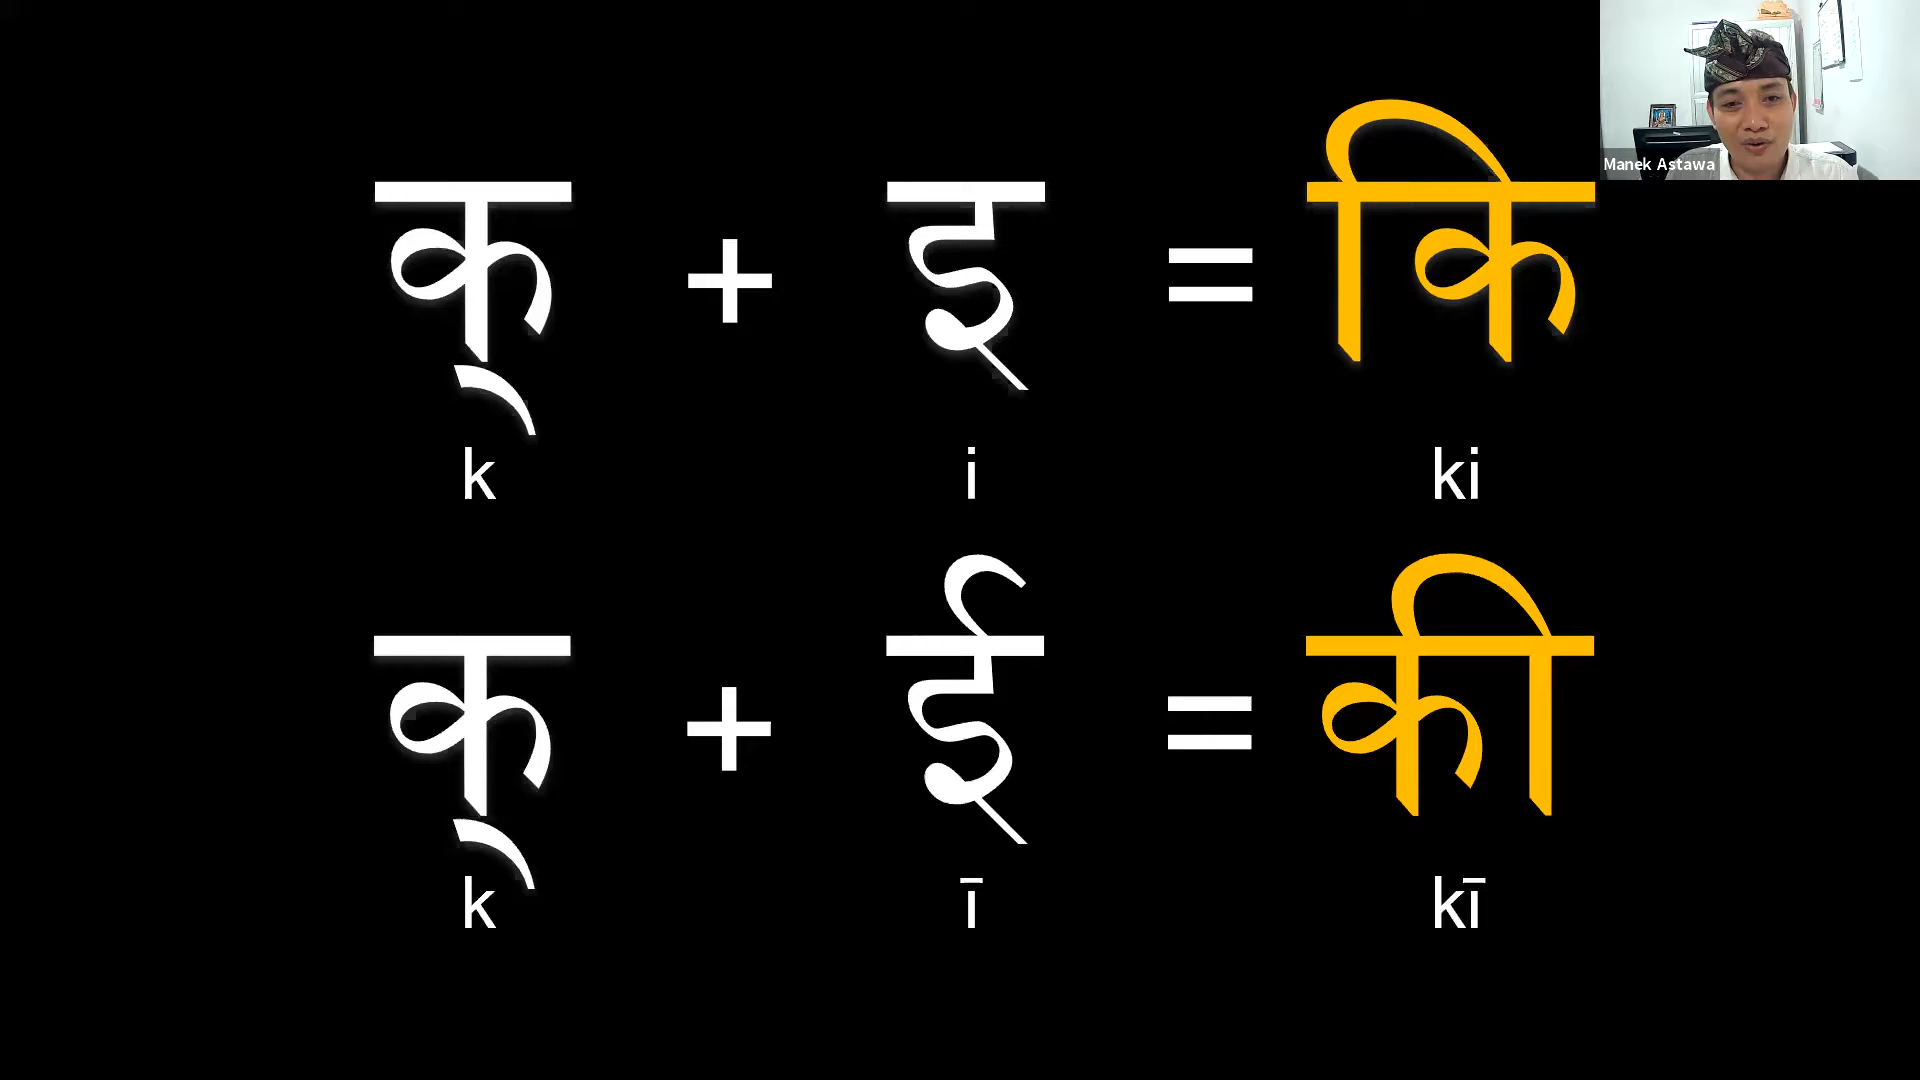 Manek Astawa
क् + इ = कि
k i ki
क् + ई = की
k ī kī